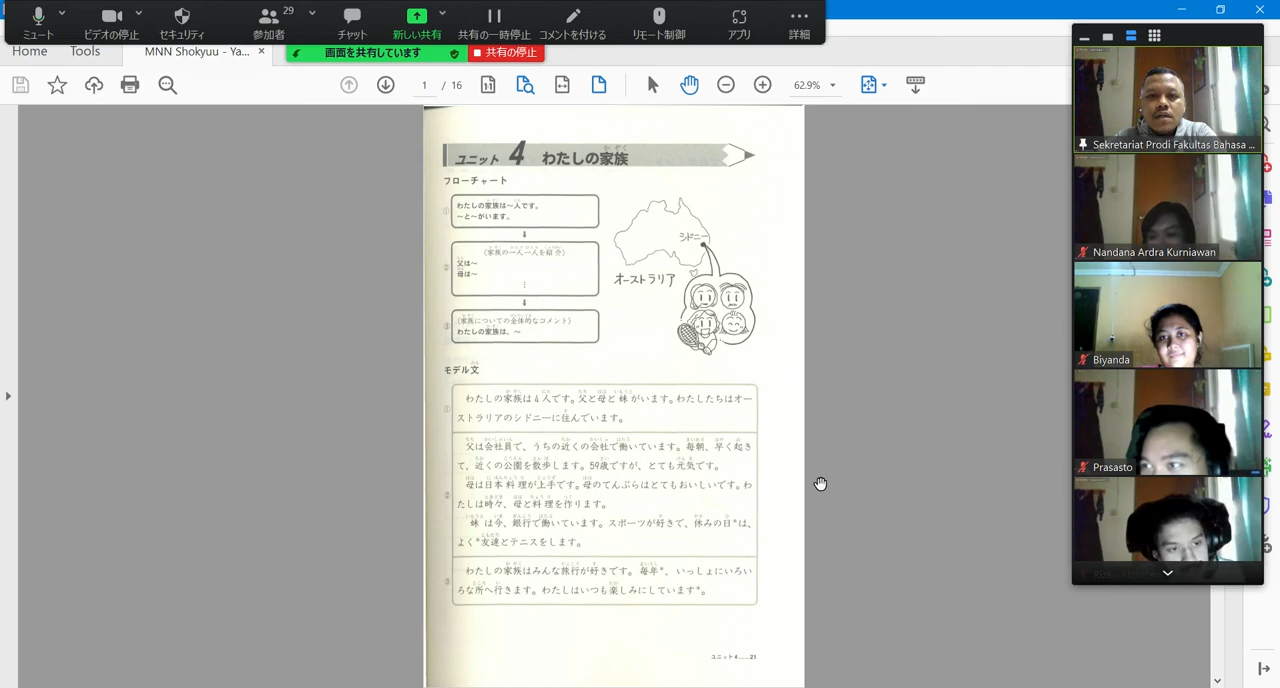 ミュート
ビデオの停止
セキュリティ
29
参加者
チャット
新しい共有
共有の一時停止
コメントを付ける
リモート制御
アプリ
詳細
Home
Tools
MNN Shokyuu - Ya...
画面を共有しています
共有の停止
1 / 16
62.9%
ユニット 4 わたしの家族
フローチャート
① わたしの家族は～人です。
～と～がいます。
② (家族の一人一人を紹介)
父は～
母は～
⋮
③ (家族についての全体的なコメント)
わたしの家族は、～
シドニー
オーストラリア
モデル文
① わたしの家族は4人です。父と母と妹がいます。わたしたちはオー
ストラリアのシドニーに住んでいます。
② 父は会社員で、うちの近くの会社で働いています。毎朝、早く起き
て、近くの公園を散歩します。59歳ですが、とても元気です。
母は日本料理が上手です。母のてんぷらはとてもおいしいです。わ
たしは時々、母と料理を作ります。
妹は今、銀行で働いています。スポーツが好きで、休みの日*は、
よく*友達とテニスをします。
③ わたしの家族はみんな旅行が好きです。毎年*、いっしょにいろい
ろな所へ行きます。わたしはいつも楽しみにしています*。
ユニット4……21
Sekretariat Prodi Fakultas Bahasa ...
Nandana Ardra Kurniawan
Biyanda
Prasasto